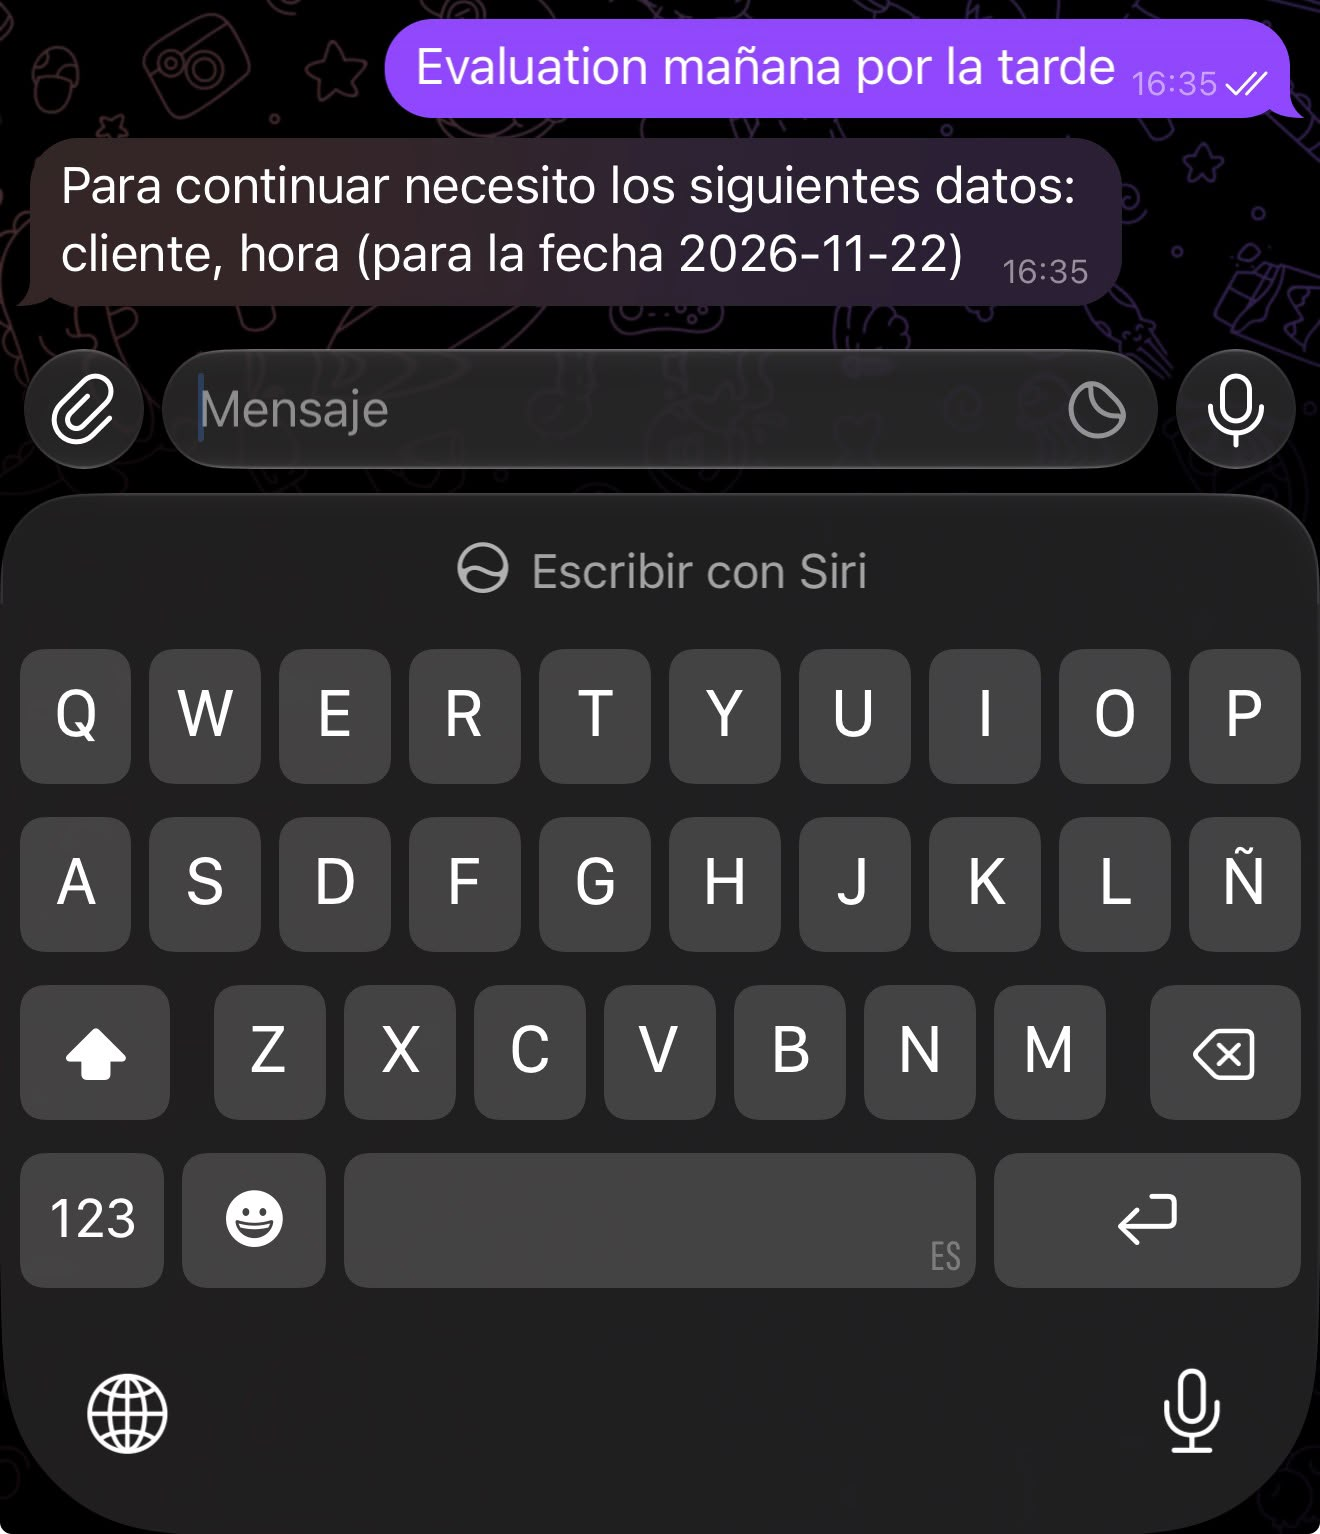 Evaluation mañana por la tarde 16:35
Para continuar necesito los siguientes datos:
cliente, hora (para la fecha 2026-11-22) 16:35
Mensaje
Escribir con Siri
Q W E R T Y U I O P
A S D F G H J K L Ñ
Z X C V B N M
123 ES